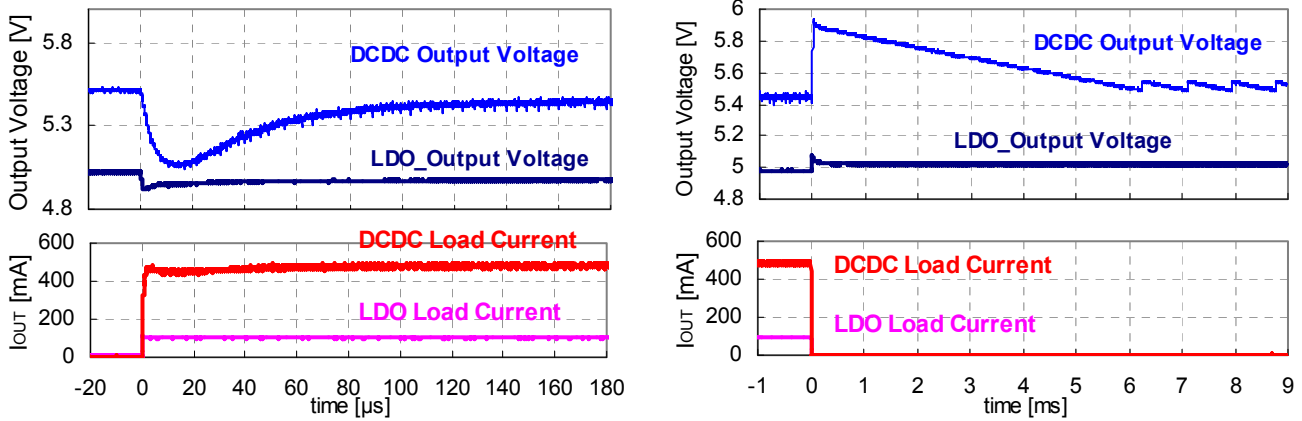 Output Voltage [V]
5.8
5.3
4.8
DCDC Output Voltage
LDO_Output Voltage
IOUT [mA]
600
400
200
0
DCDC Load Current
LDO Load Current
-20 0 20 40 60 80 100 120 140 160 180
time [µs]
Output Voltage [V]
6
5.8
5.6
5.4
5.2
5
4.8
DCDC Output Voltage
LDO_Output Voltage
IOUT [mA]
600
400
200
0
DCDC Load Current
LDO Load Current
-1 0 1 2 3 4 5 6 7 8 9
time [ms]